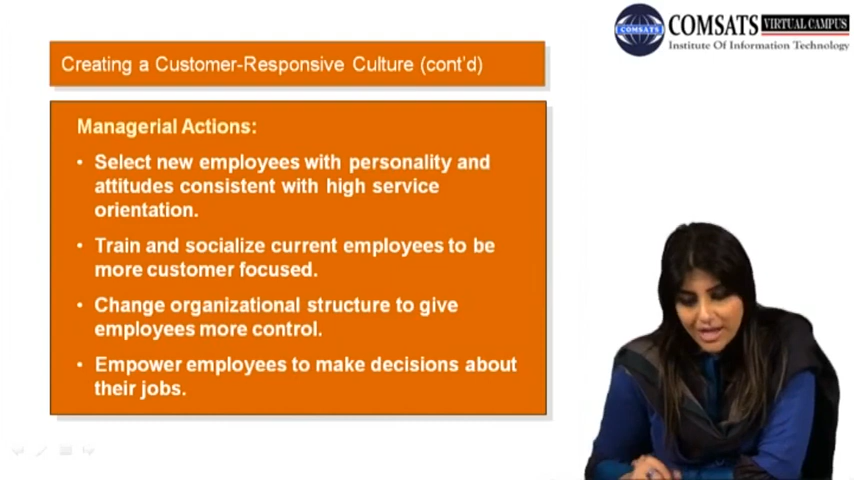 COMSATS VIRTUAL CAMPUS
COMSATS
Institute Of Information Technology
Creating a Customer-Responsive Culture (cont'd)
Managerial Actions:
• Select new employees with personality and
attitudes consistent with high service
orientation.
• Train and socialize current employees to be
more customer focused.
• Change organizational structure to give
employees more control.
• Empower employees to make decisions about
their jobs.